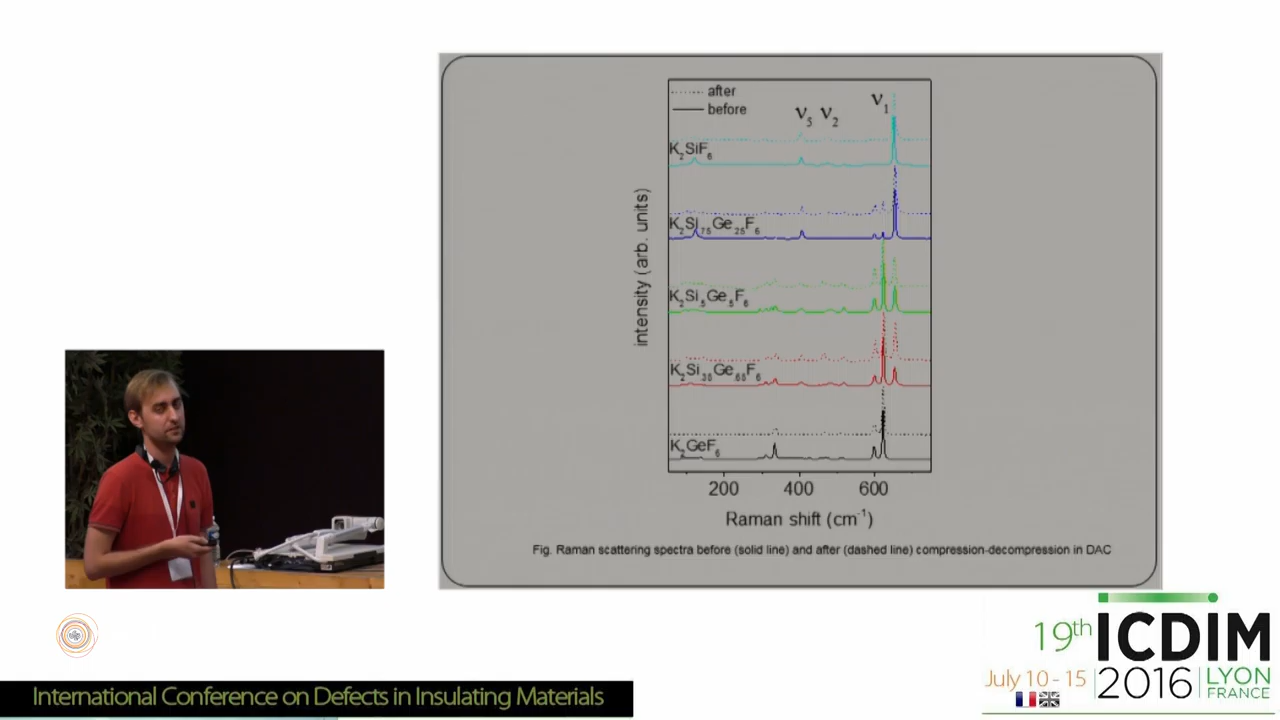 after
before
ν5 ν2 ν1
K2SiF6
K2Si.75Ge.25F6
K2Si.5Ge.5F6
K2Si.35Ge.65F6
K2GeF6
intensity (arb. units)
200 400 600
Raman shift (cm-1)
Fig. Raman scattering spectra before (solid line) and after (dashed line) compression-decompression in DAC
19th ICDIM
July 10 - 15 2016 LYON
FRANCE
International Conference on Defects in Insulating Materials